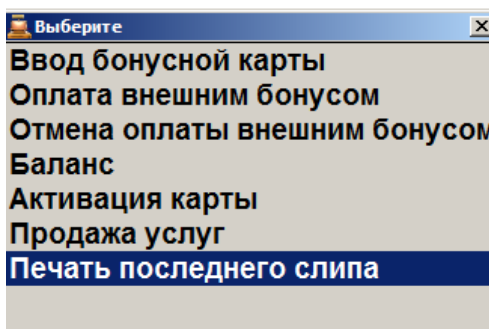 Выберите
Ввод бонусной карты
Оплата внешним бонусом
Отмена оплаты внешним бонусом
Баланс
Активация карты
Продажа услуг
Печать последнего слипа